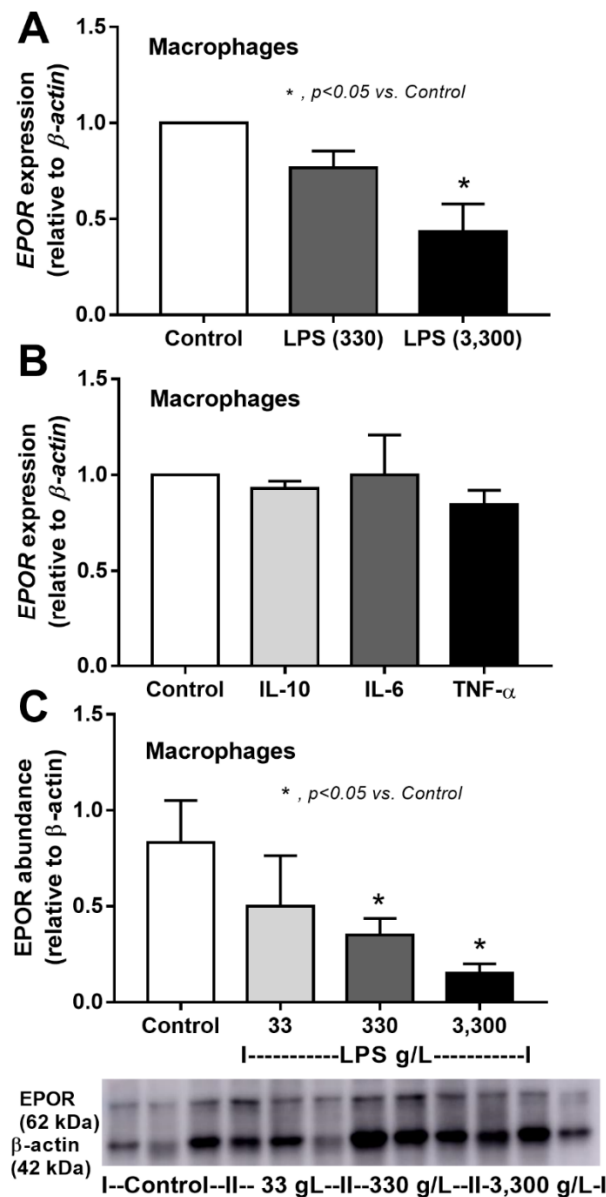 A
Macrophages
* , p<0.05 vs. Control
EPOR expression
(relative to β-actin)
1.5
1.0
0.5
0.0
Control LPS (330) LPS (3,300)
*
B
Macrophages
EPOR expression
(relative to β-actin)
1.5
1.0
0.5
0.0
Control IL-10 IL-6 TNF-α
C
Macrophages
* , p<0.05 vs. Control
EPOR abundance
(relative to β-actin)
1.5
1.0
0.5
0.0
*
*
Control 33 330 3,300
I-----------LPS g/L-----------I
EPOR
(62 kDa)
β-actin
(42 kDa)
I--Control--II-- 33 gL--II--330 g/L--II-3,300 g/L-I